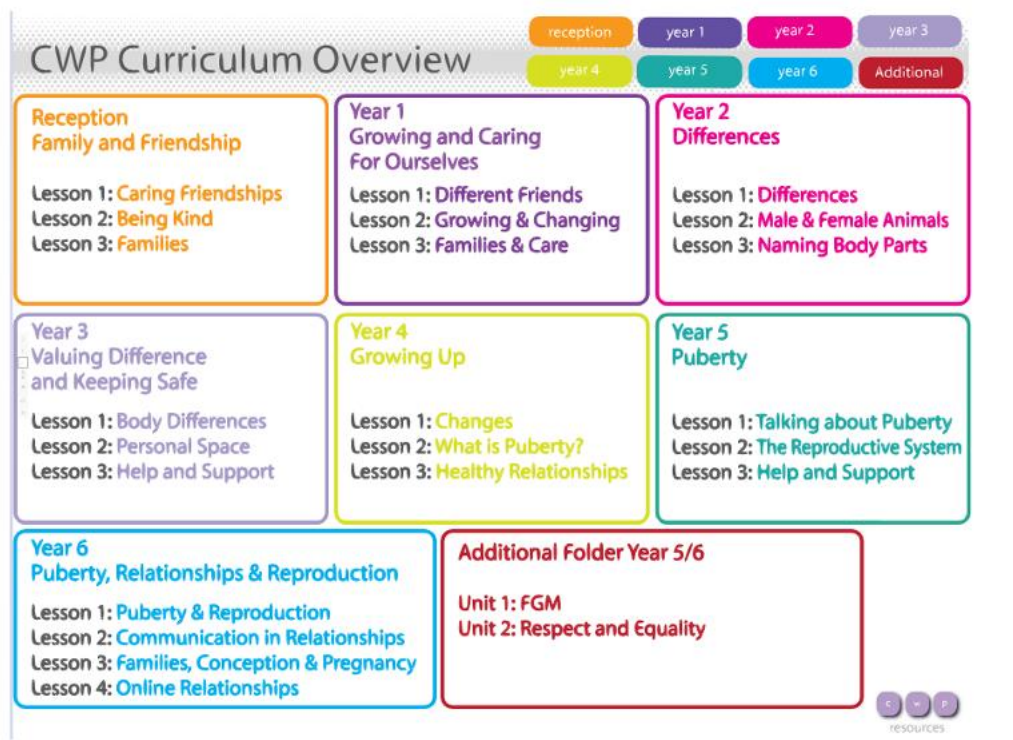 CWP Curriculum Overview
reception
year 1
year 2
year 3
year 4
year 5
year 6
Additional
Reception
Family and Friendship
Lesson 1: Caring Friendships
Lesson 2: Being Kind
Lesson 3: Families
Year 1
Growing and Caring
For Ourselves
Lesson 1: Different Friends
Lesson 2: Growing & Changing
Lesson 3: Families & Care
Year 2
Differences
Lesson 1: Differences
Lesson 2: Male & Female Animals
Lesson 3: Naming Body Parts
Year 3
Valuing Difference
and Keeping Safe
Lesson 1: Body Differences
Lesson 2: Personal Space
Lesson 3: Help and Support
Year 4
Growing Up
Lesson 1: Changes
Lesson 2: What is Puberty?
Lesson 3: Healthy Relationships
Year 5
Puberty
Lesson 1: Talking about Puberty
Lesson 2: The Reproductive System
Lesson 3: Help and Support
Year 6
Puberty, Relationships & Reproduction
Lesson 1: Puberty & Reproduction
Lesson 2: Communication in Relationships
Lesson 3: Families, Conception & Pregnancy
Lesson 4: Online Relationships
Additional Folder Year 5/6
Unit 1: FGM
Unit 2: Respect and Equality
c w p
resources